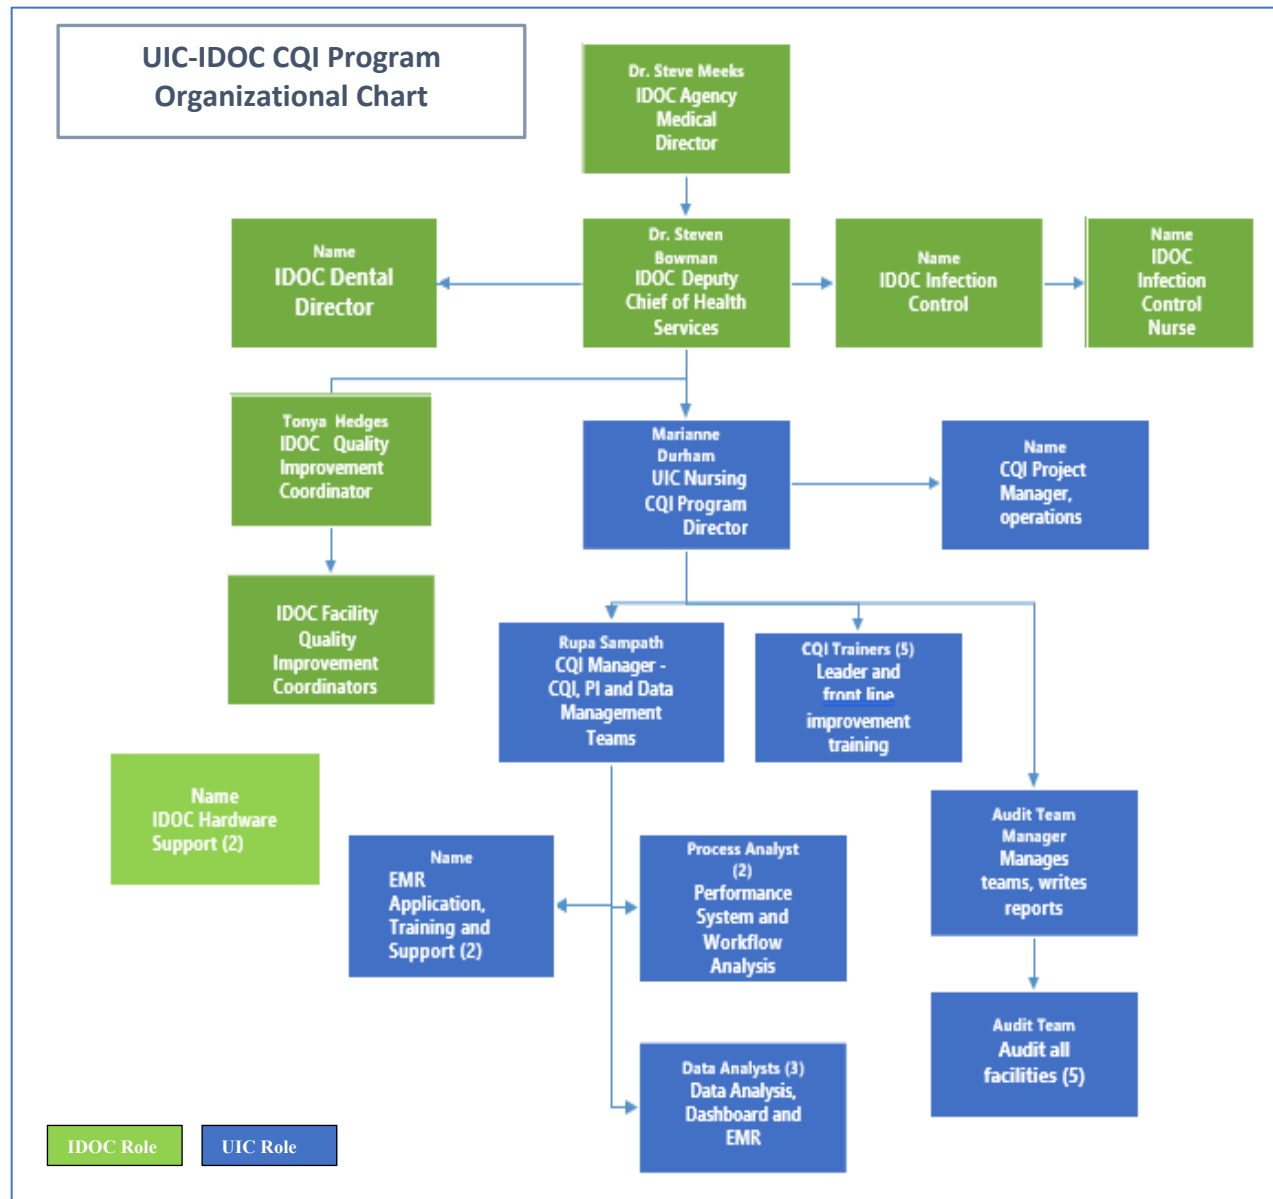 UIC-IDOC CQI Program
Organizational Chart
Dr. Steve Meeks
IDOC Agency
Medical
Director
Name
IDOC Dental
Director
Dr. Steven
Bowman
IDOC Deputy
Chief of Health
Services
Name
IDOC Infection
Control
Name
IDOC
Infection
Control
Nurse
Tonya Hedges
IDOC Quality
Improvement
Coordinator
Marianne
Durham
UIC Nursing
CQI Program
Director
Name
CQI Project
Manager,
operations
IDOC Facility
Quality
Improvement
Coordinators
Rupa Sampath
CQI Manager -
CQI, PI and Data
Management
Teams
CQI Trainers (5)
Leader and
front line
improvement
training
Name
IDOC Hardware
Support (2)
Name
EMR
Application,
Training and
Support (2)
Process Analyst
(2)
Performance
System and
Workflow
Analysis
Audit Team
Manager
Manages
teams, writes
reports
Data Analysts (3)
Data Analysis,
Dashboard and
EMR
Audit Team
Audit all
facilities (5)
IDOC Role
UIC Role